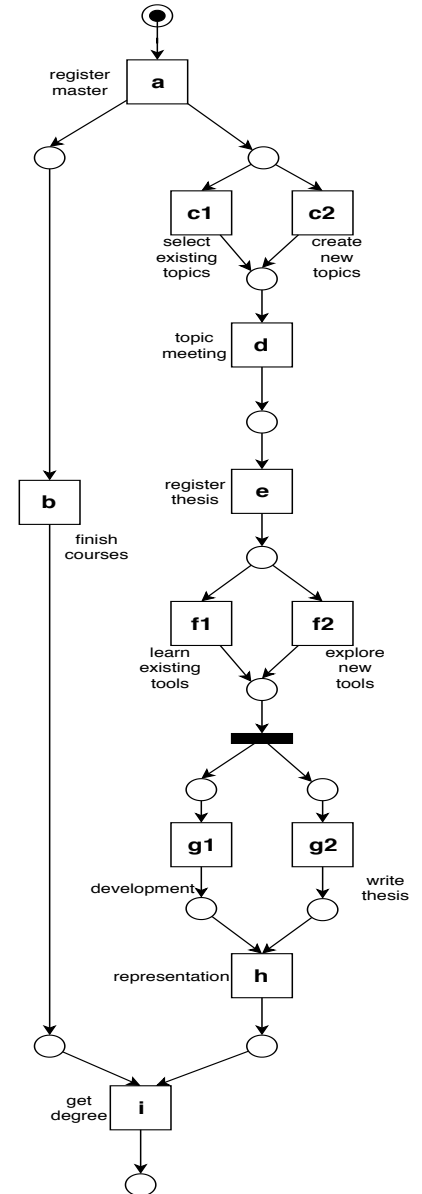 register
master
a
c1
c2
select
existing
topics
create
new
topics
topic
meeting
d
register
thesis
e
b
finish
courses
f1
f2
learn
existing
tools
explore
new
tools
g1
g2
development
write
thesis
representation
h
get
degree
i